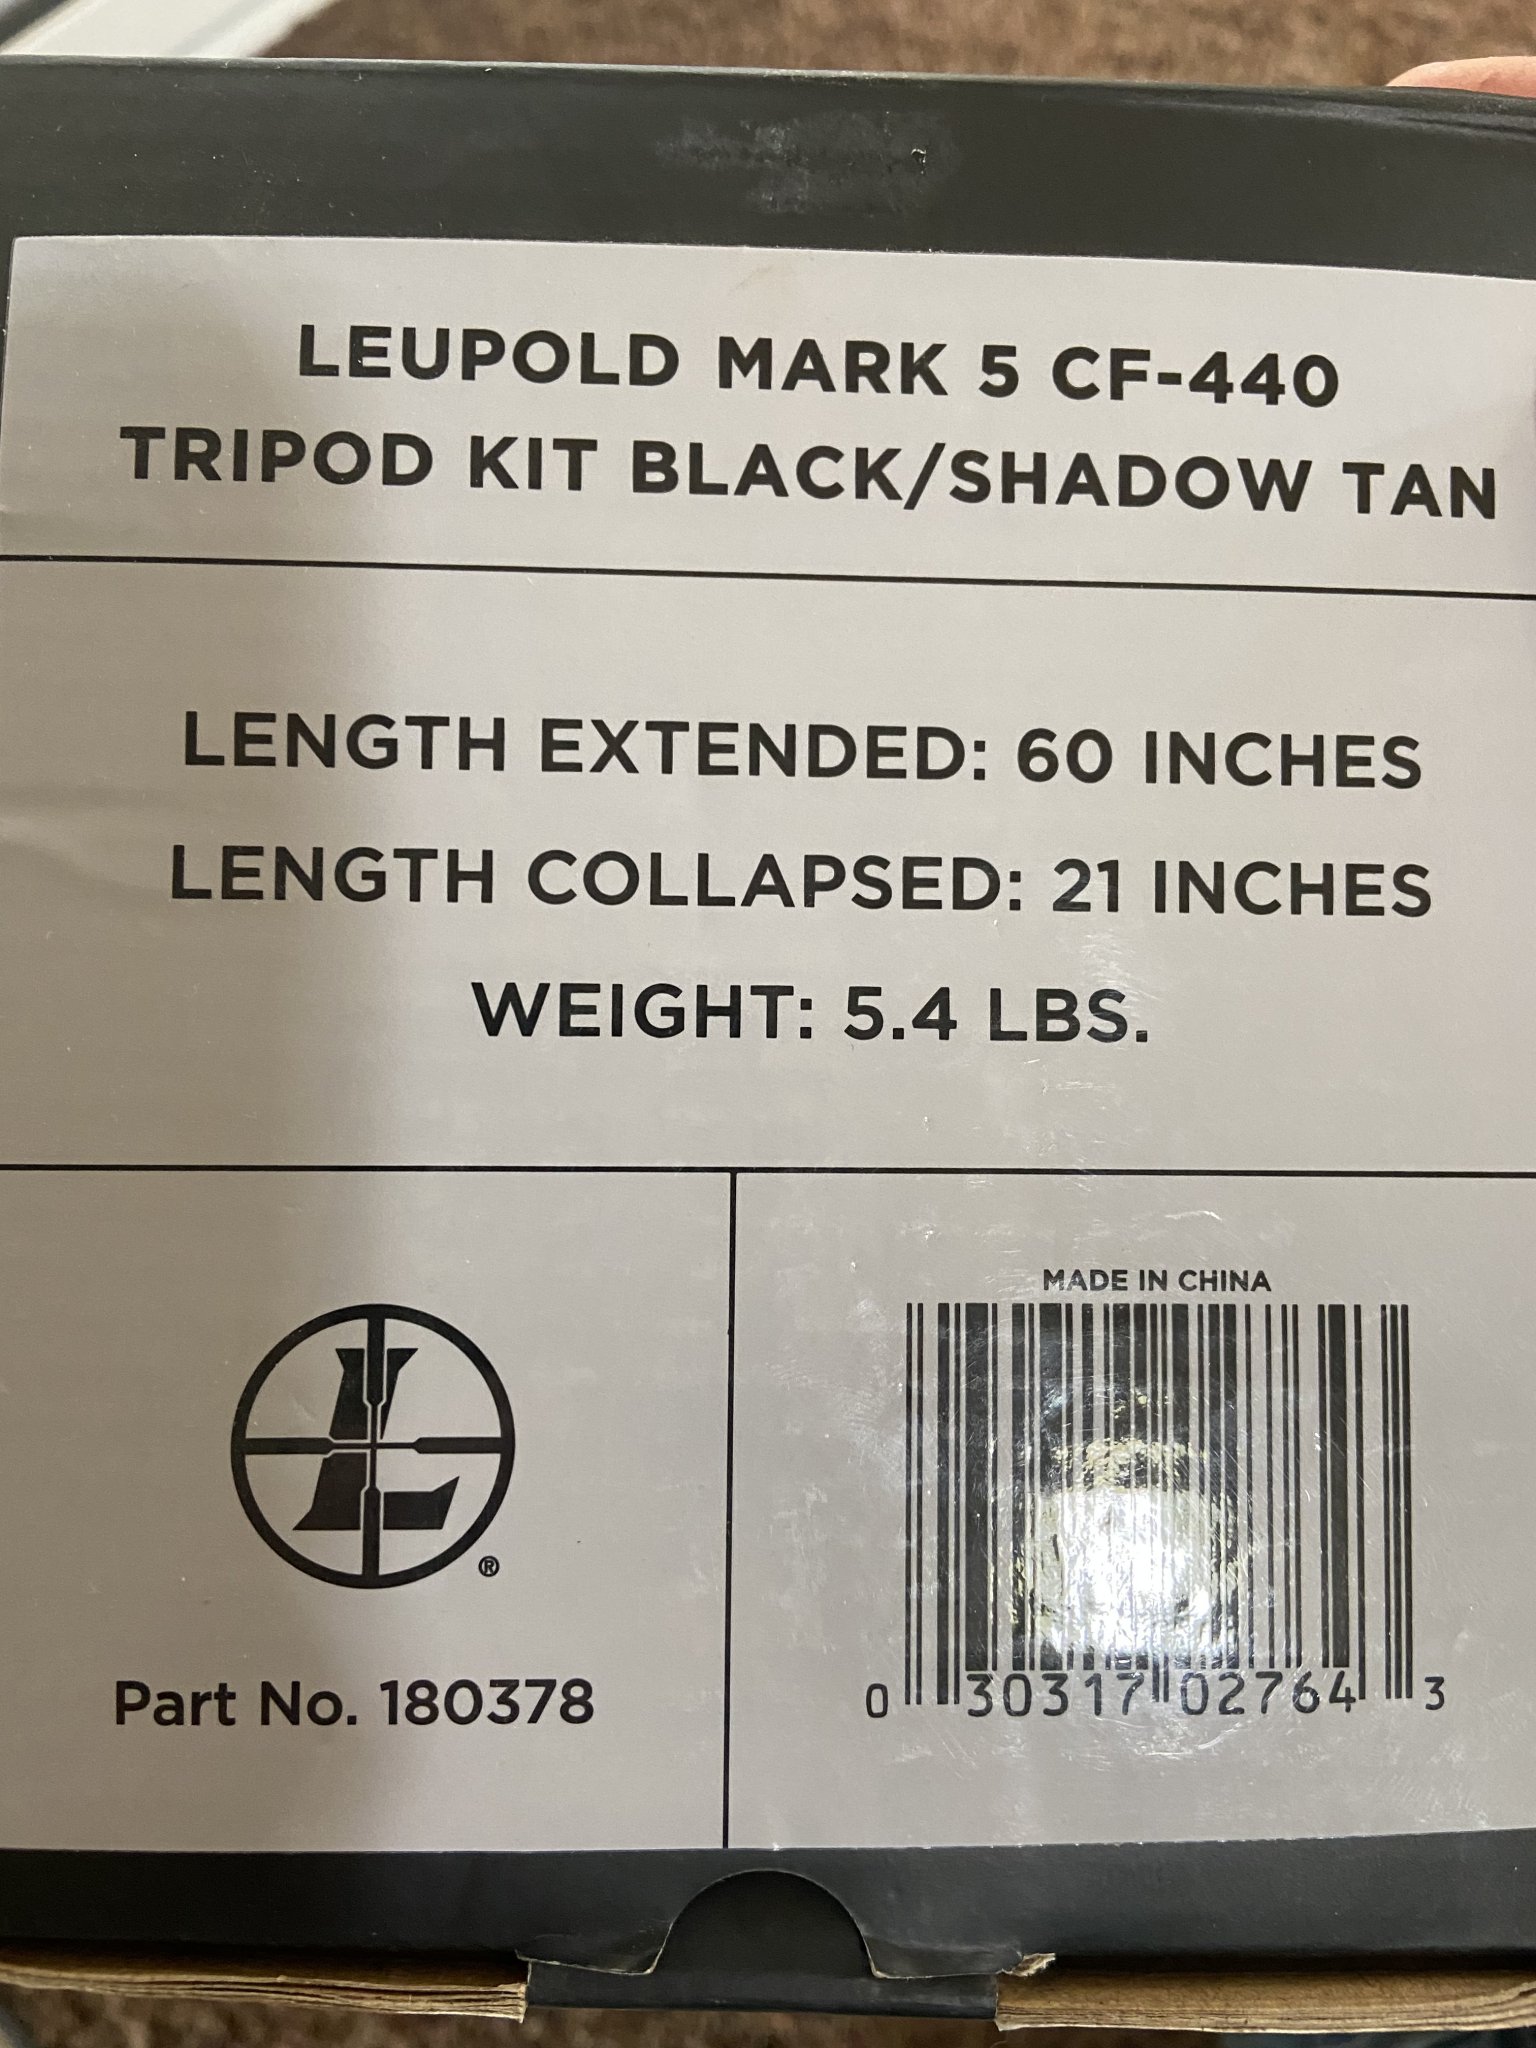 LEUPOLD MARK 5 CF-440
TRIPOD KIT BLACK/SHADOW TAN
LENGTH EXTENDED: 60 INCHES
LENGTH COLLAPSED: 21 INCHES
WEIGHT: 5.4 LBS.
MADE IN CHINA
L
®
Part No. 180378
0 30317 02764 3